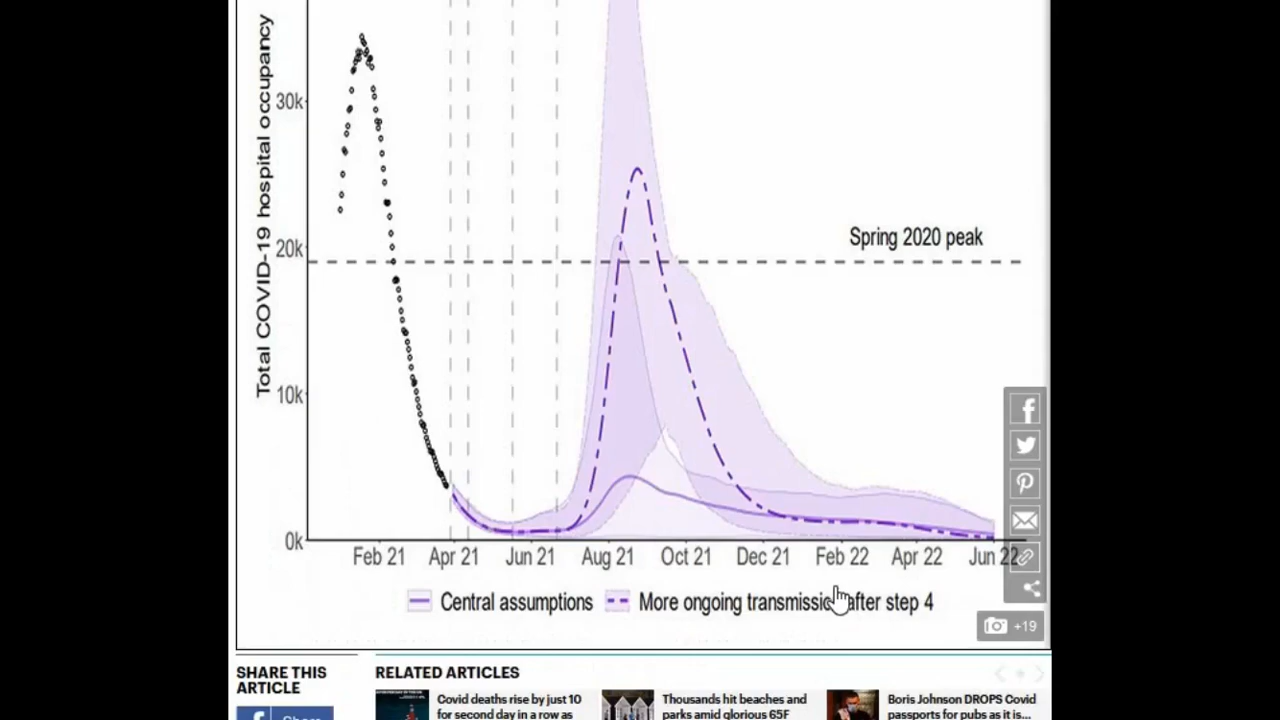 Total COVID-19 hospital occupancy
30k
20k
10k
0k
Spring 2020 peak
Feb 21 Apr 21 Jun 21 Aug 21 Oct 21 Dec 21 Feb 22 Apr 22 Jun 22
Central assumptions More ongoing transmission after step 4
+19
SHARE THIS
ARTICLE
Share
RELATED ARTICLES
Covid deaths rise by just 10
for second day in a row as
Thousands hit beaches and
parks amid glorious 65F
Boris Johnson DROPS Covid
passports for pubs as it is...